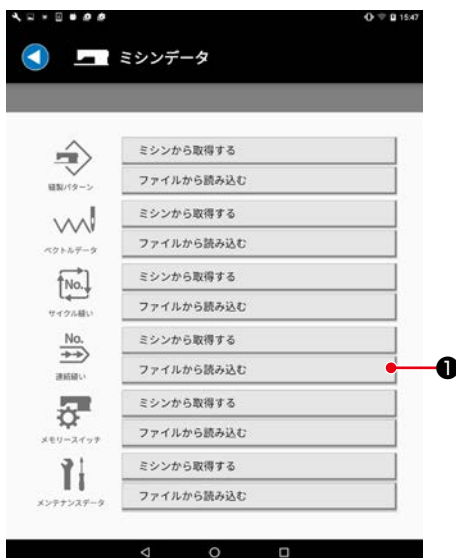 15:47
ミシンデータ
ミシンから取得する
ファイルから読み込む
縫製パターン
ミシンから取得する
ファイルから読み込む
ベクトルデータ
No.
ミシンから取得する
ファイルから読み込む
サイクル縫い
No.
ミシンから取得する
ファイルから読み込む
連続縫い
❶
ミシンから取得する
ファイルから読み込む
メモリースイッチ
ミシンから取得する
ファイルから読み込む
メンテナンスデータ